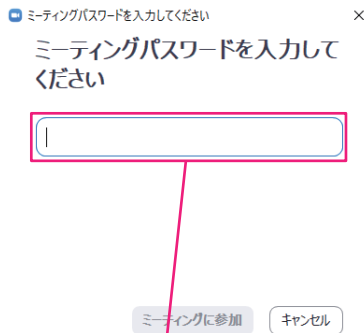 ミーティングパスワードを入力してください
ミーティングパスワードを入力して
ください
ミーティングに参加
キャンセル